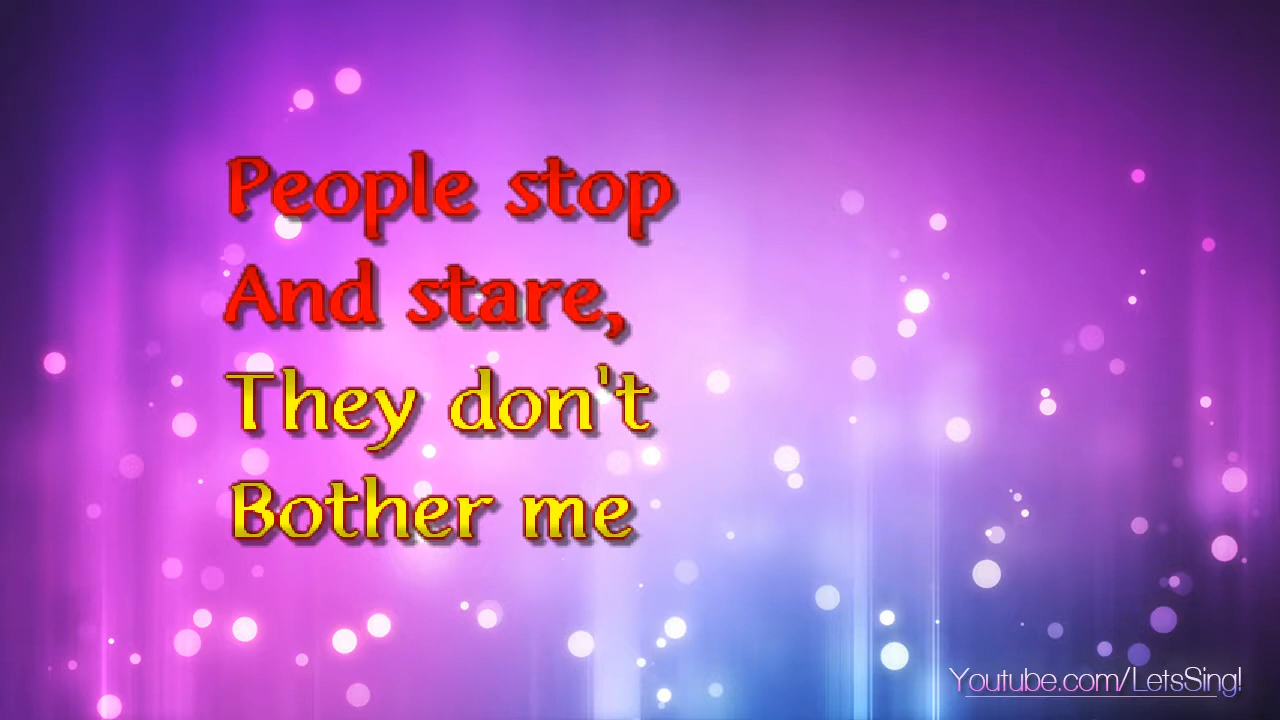 People stop
And stare,
They don't
Bother me
Youtube.com/LetsSing!